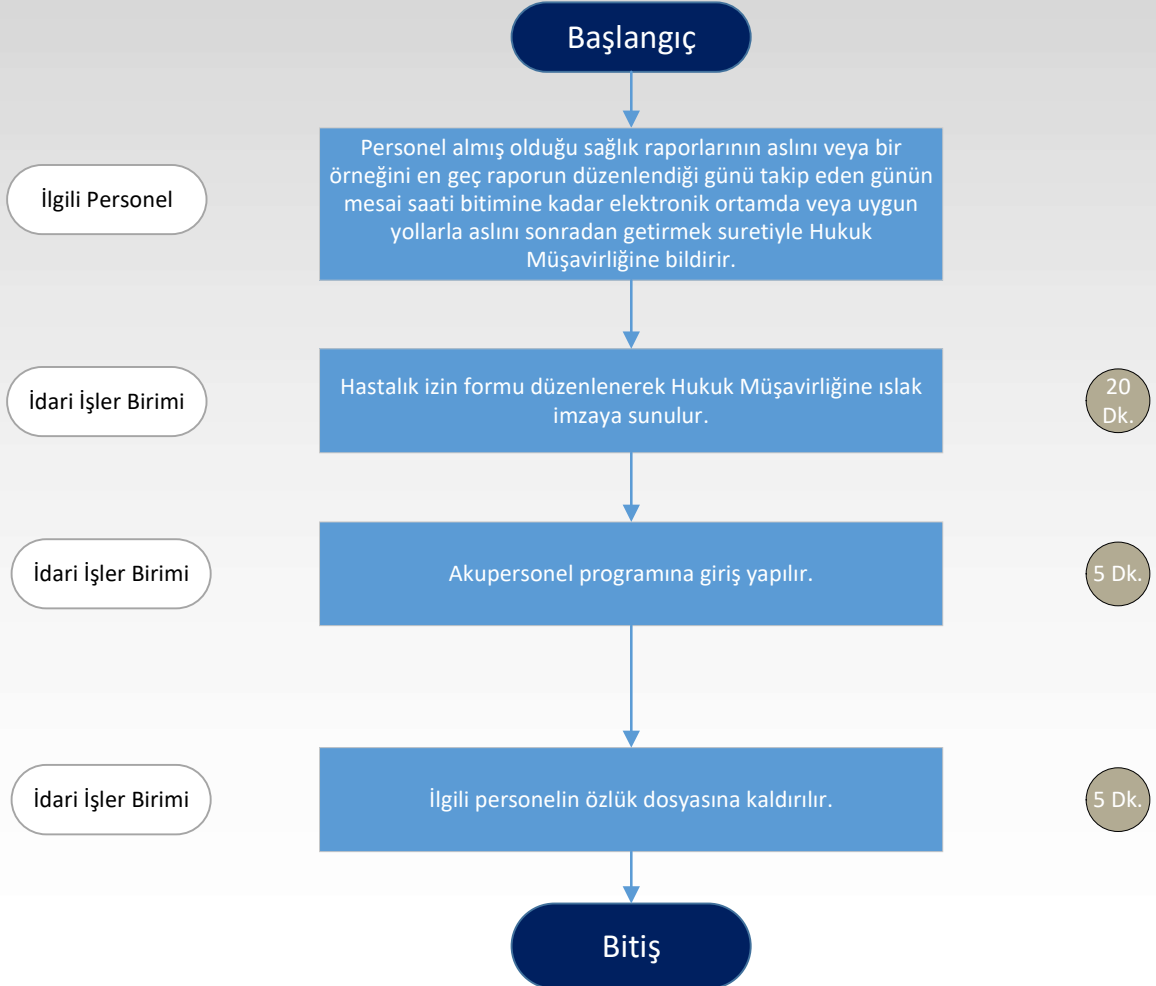 Başlangıç
İlgili Personel
Personel almış olduğu sağlık raporlarının aslını veya bir
örneğini en geç raporun düzenlendiği günü takip eden günün
mesai saati bitimine kadar elektronik ortamda veya uygun
yollarla aslını sonradan getirmek suretiyle Hukuk
Müşavirliğine bildirir.
İdari İşler Birimi
Hastalık izin formu düzenlenerek Hukuk Müşavirliğine ıslak
imzaya sunulur.
20
Dk.
İdari İşler Birimi
Akupersonel programına giriş yapılır.
5 Dk.
İdari İşler Birimi
İlgili personelin özlük dosyasına kaldırılır.
5 Dk.
Bitiş